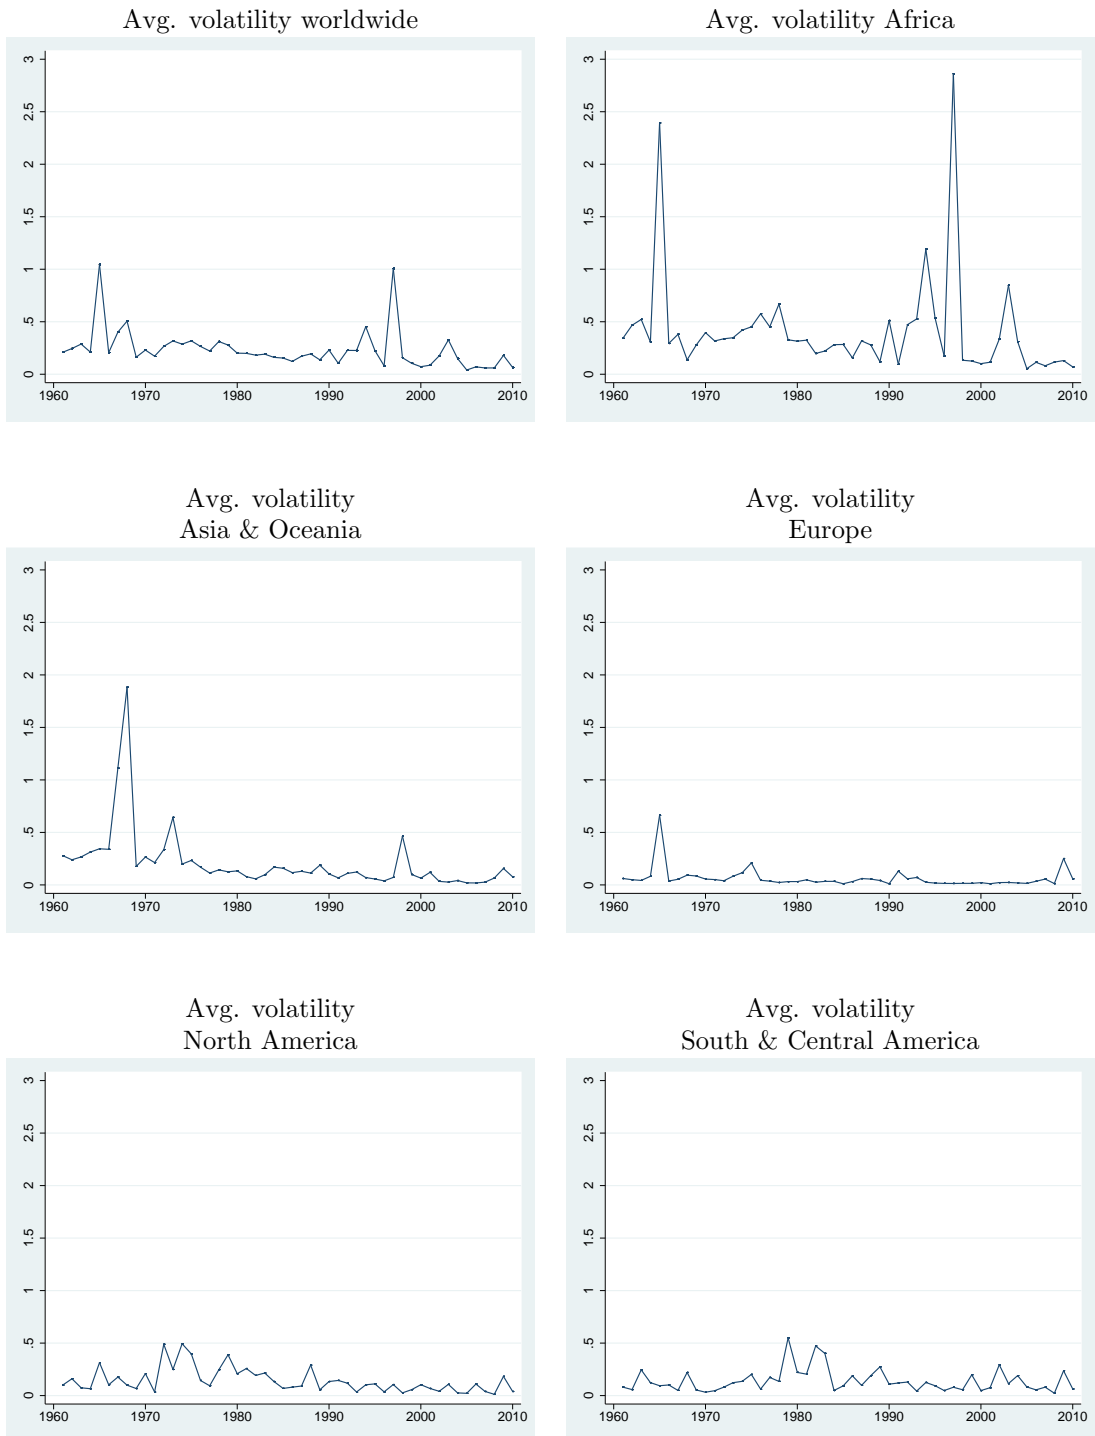 Avg. volatility worldwide
3
2.5
2
1.5
1
.5
0
1960 1970 1980 1990 2000 2010
Avg. volatility Africa
3
2.5
2
1.5
1
.5
0
1960 1970 1980 1990 2000 2010
Avg. volatility
Asia & Oceania
3
2.5
2
1.5
1
.5
0
1960 1970 1980 1990 2000 2010
Avg. volatility
Europe
3
2.5
2
1.5
1
.5
0
1960 1970 1980 1990 2000 2010
Avg. volatility
North America
3
2.5
2
1.5
1
.5
0
1960 1970 1980 1990 2000 2010
Avg. volatility
South & Central America
3
2.5
2
1.5
1
.5
0
1960 1970 1980 1990 2000 2010